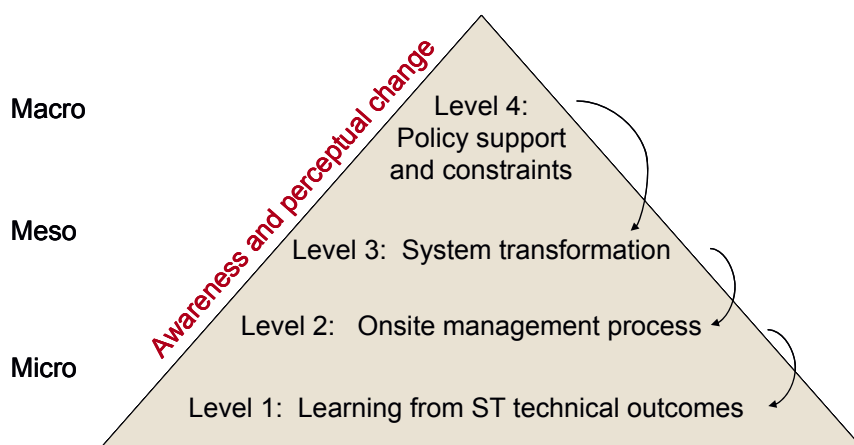 Awareness and perceptual change
Macro
Level 4:
Policy support
and constraints
Meso
Level 3: System transformation
Level 2: Onsite management process
Micro
Level 1: Learning from ST technical outcomes